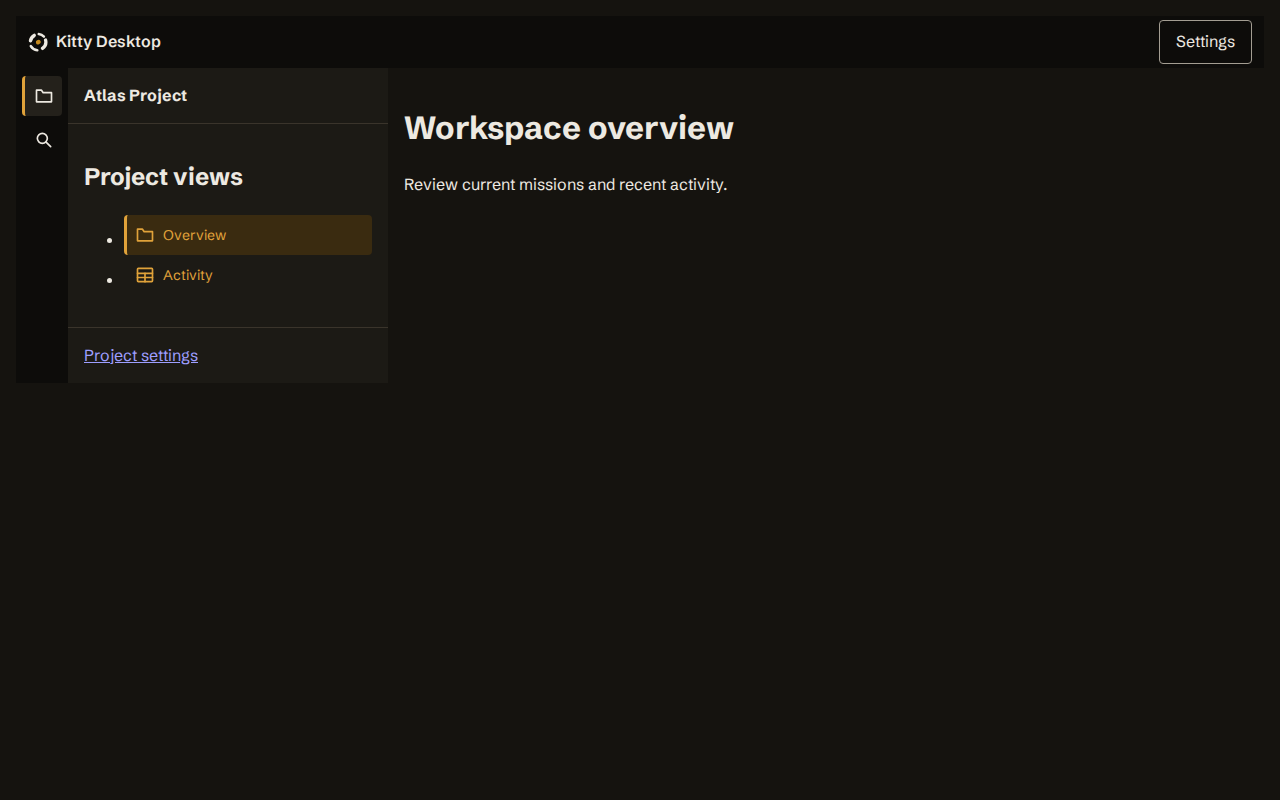 Kitty Desktop
Settings
Atlas Project
Project views
Overview
Activity
Project settings
Workspace overview
Review current missions and recent activity.